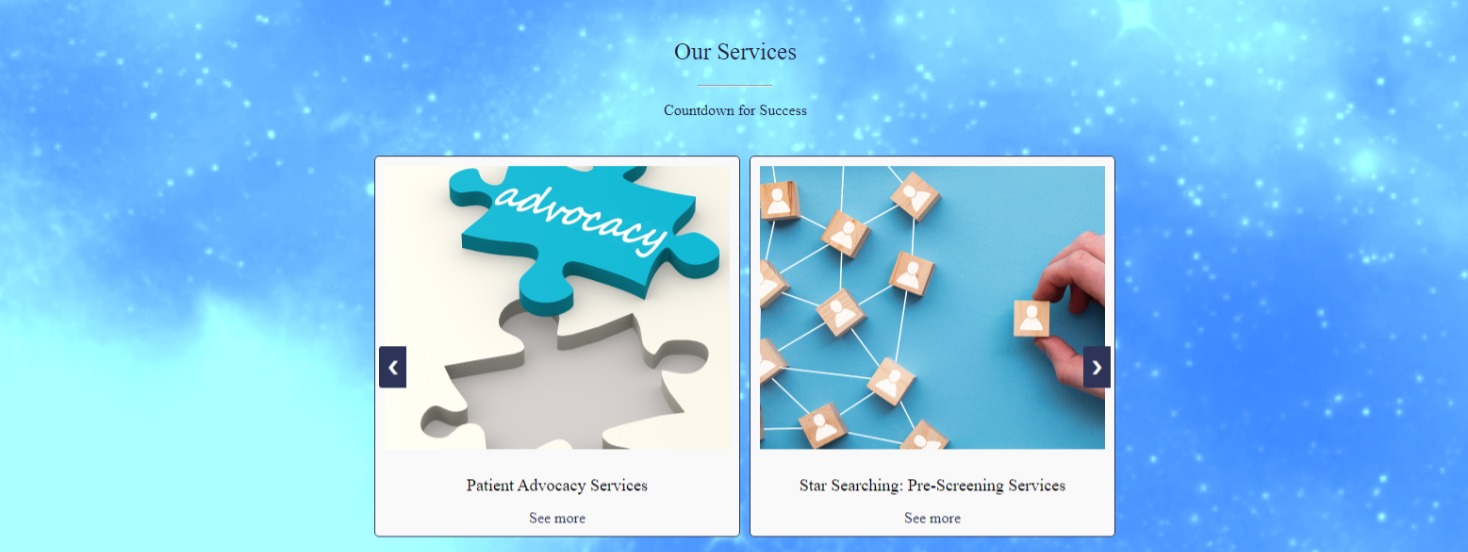 Our Services
Countdown for Success
advocacy
Patient Advocacy Services
Star Searching: Pre-Screening Services
See more
See more